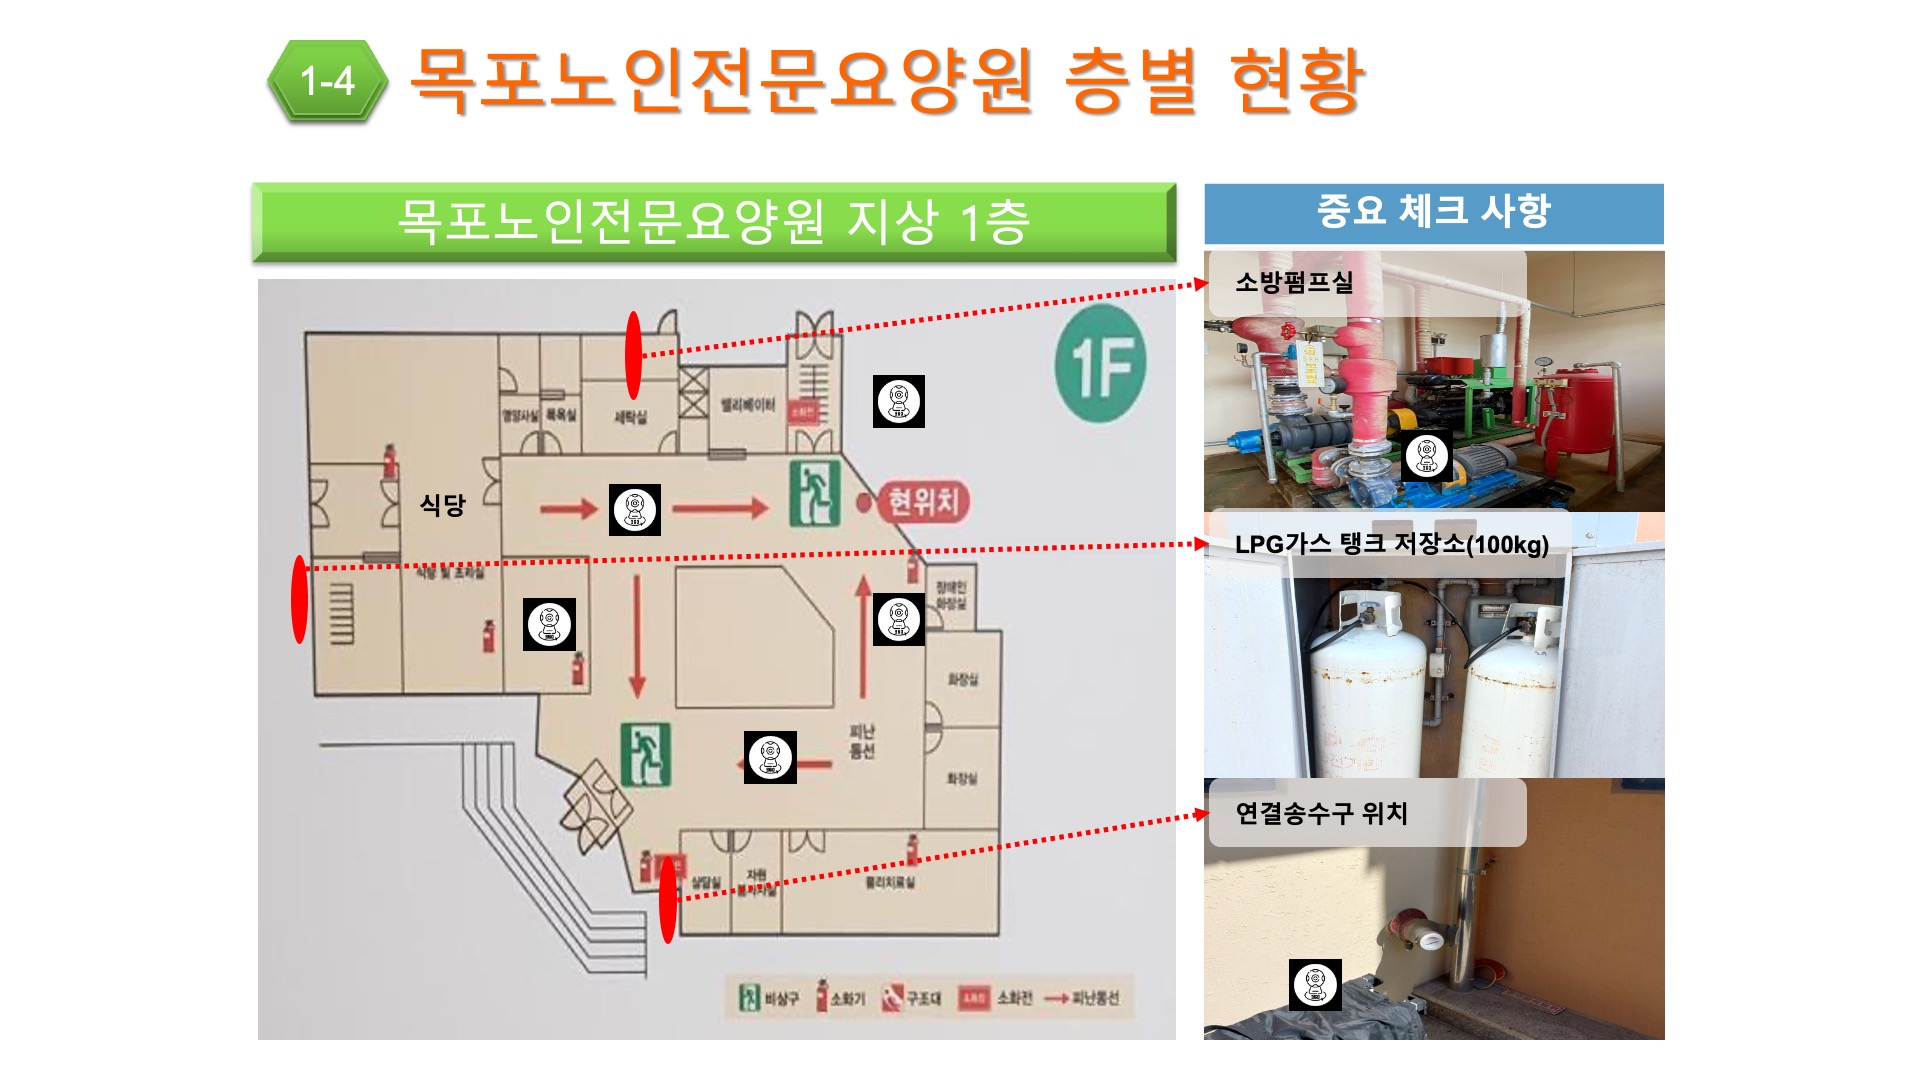 1-4
목포노인전문요양원 층별 현황
목포노인전문요양원 지상 1층
중요 체크 사항
소방펌프실
1F
엘리베이터
소화전
영양사실
목욕실
세탁실
식당
현위치
LPG가스 탱크 저장소(100kg)
식당 및 조리실
장애인
화장실
화장실
피난
동선
화장실
연결송수구 위치
상담실
자원
물리치료실
비상구
소화기
구조대
소화전
소화전
피난동선